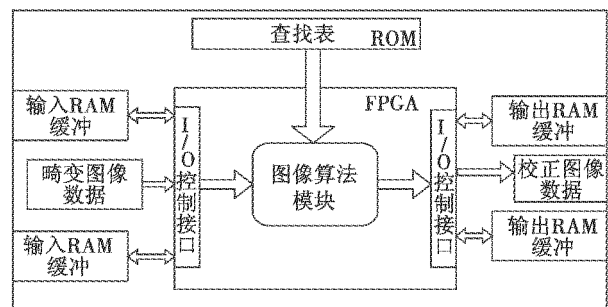 查找表 ROM
FPGA
输入RAM
缓冲
畸变图像
数据
输入RAM
缓冲
I/O控制接口
图像算法
模块
I/O控制接口
输出RAM
缓冲
校正图像
数据
输出RAM
缓冲